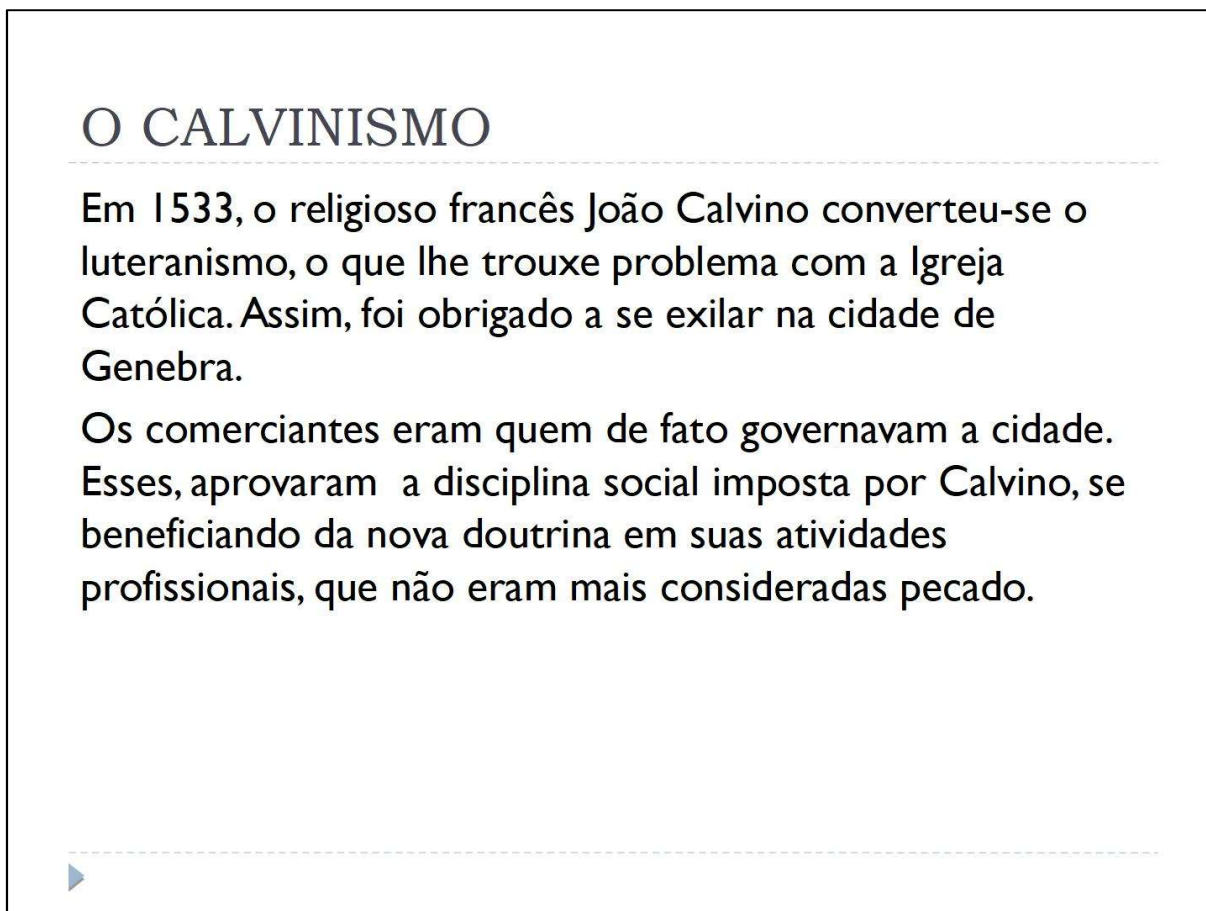 O CALVINISMO
Em 1533, o religioso francês João Calvino converteu-se o
luteranismo, o que lhe trouxe problema com a Igreja
Católica. Assim, foi obrigado a se exilar na cidade de
Genebra.
Os comerciantes eram quem de fato governavam a cidade.
Esses, aprovaram  a disciplina social imposta por Calvino, se
beneficiando da nova doutrina em suas atividades
profissionais, que não eram mais consideradas pecado.